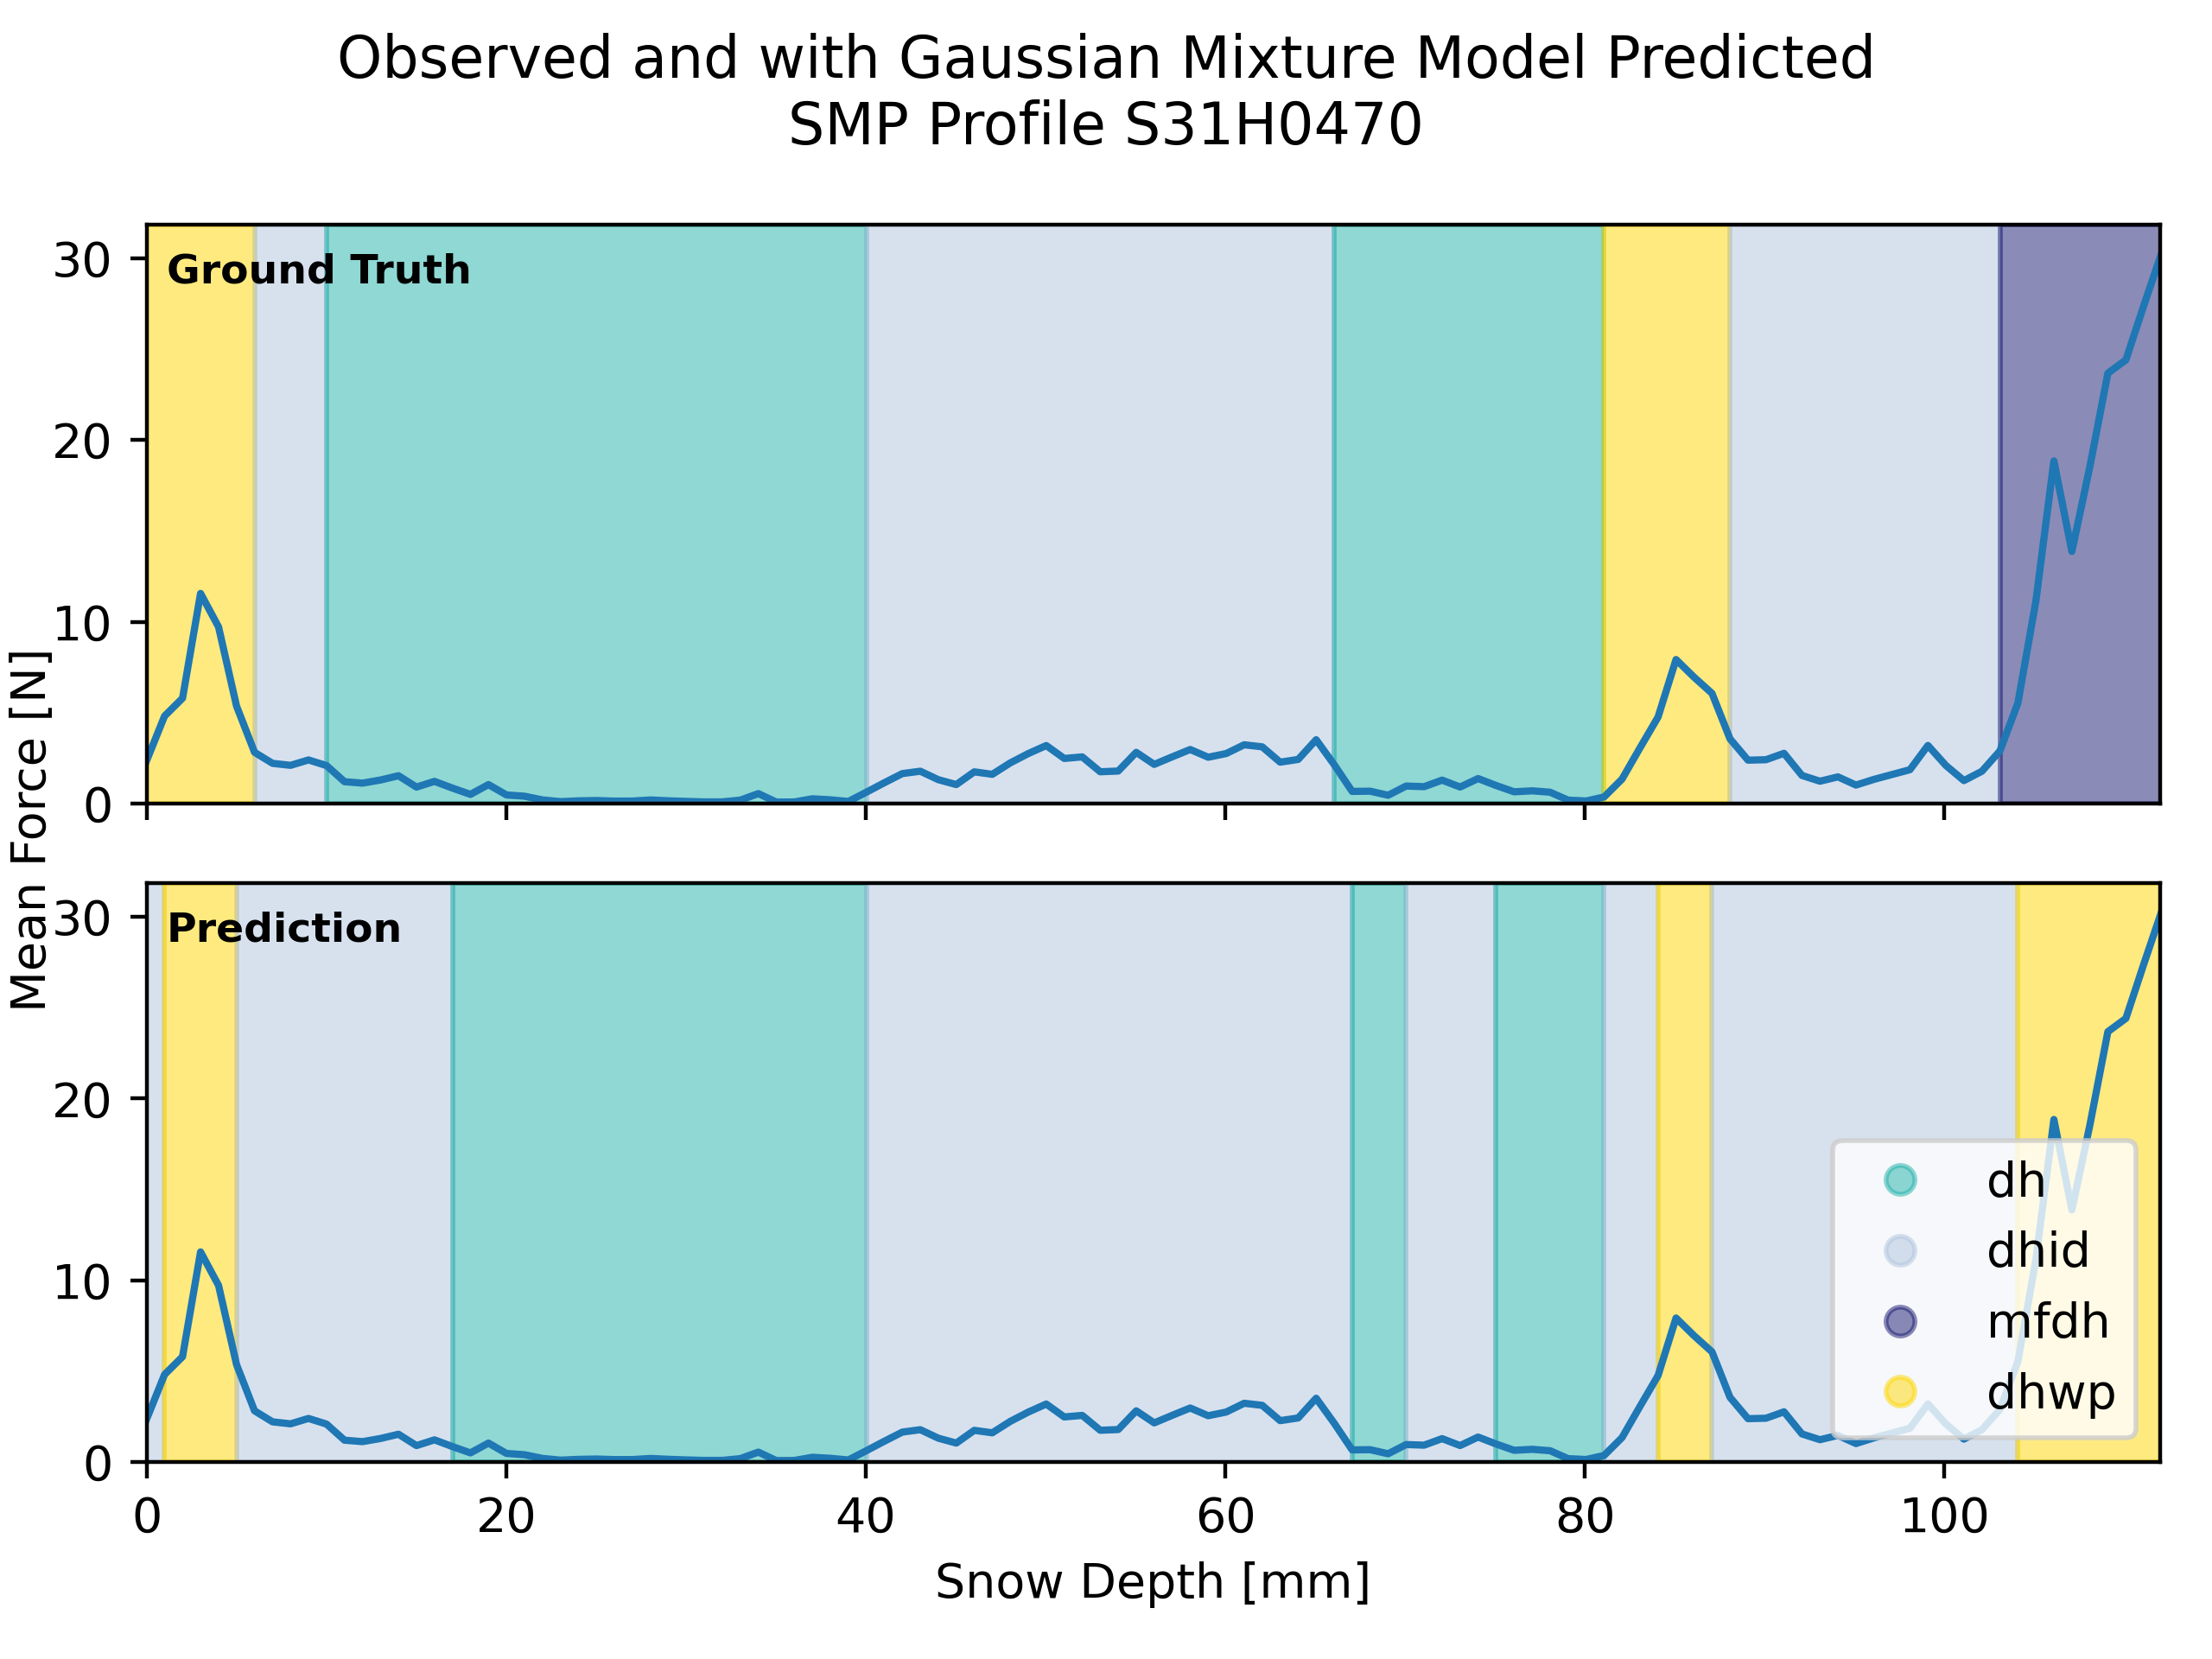 Observed and with Gaussian Mixture Model Predicted
SMP Profile S31H0470
Mean Force [N]
30
20
10
0
Ground Truth
30
20
10
0
Prediction
dh
dhid
mfdh
dhwp
0 20 40 60 80 100
Snow Depth [mm]